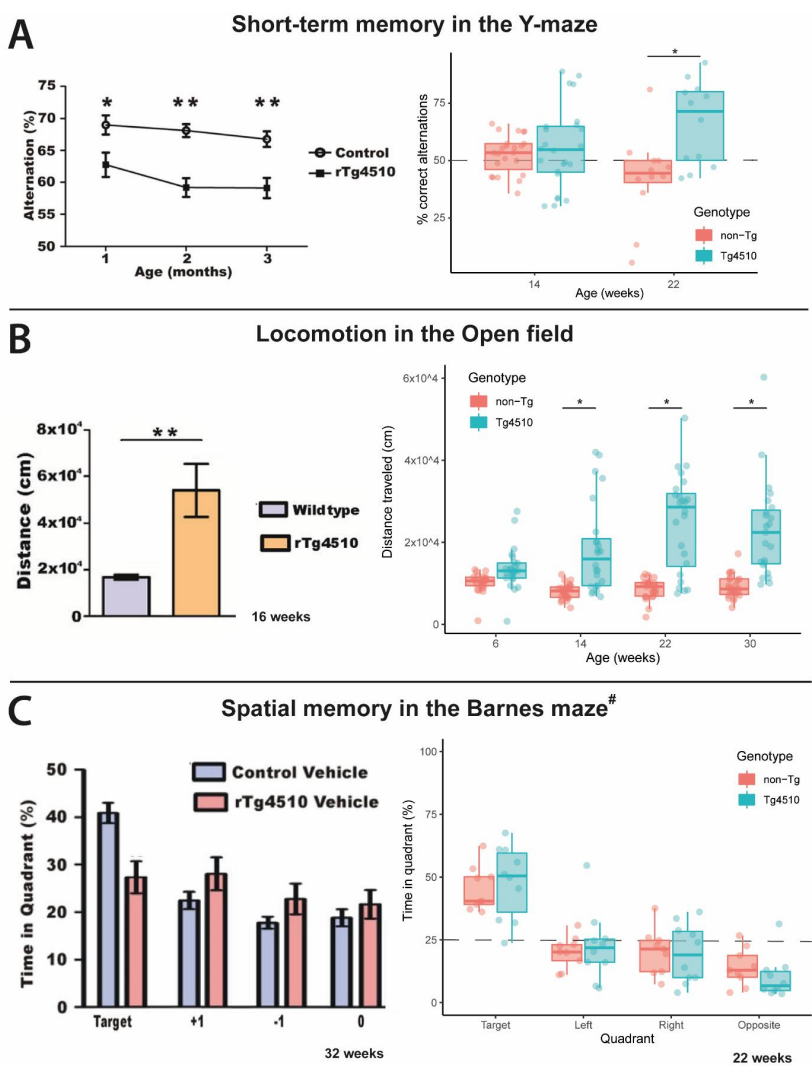 A
Short-term memory in the Y-maze
Alternation (%)
75
70
65
60
55
50
*
**
**
Control
rTg4510
1
2
3
Age (months)
% correct alternations
75
50
25
*
Genotype
non-Tg
Tg4510
14
22
Age (weeks)
B
Locomotion in the Open field
Distance (cm)
8x10⁴
6x10⁴
4x10⁴
2x10⁴
0
**
Wildtype
rTg4510
16 weeks
Distance traveled (cm)
6x10^4
4x10^4
2x10^4
0
Genotype
non-Tg
Tg4510
*
*
*
6
14
22
30
Age (weeks)
C
Spatial memory in the Barnes maze#
Time in Quadrant (%)
50
40
30
20
10
0
Control Vehicle
rTg4510 Vehicle
Target
+1
-1
0
32 weeks
Time in quadrant (%)
100
75
50
25
0
Genotype
non-Tg
Tg4510
Target
Left
Right
Opposite
Quadrant
22 weeks